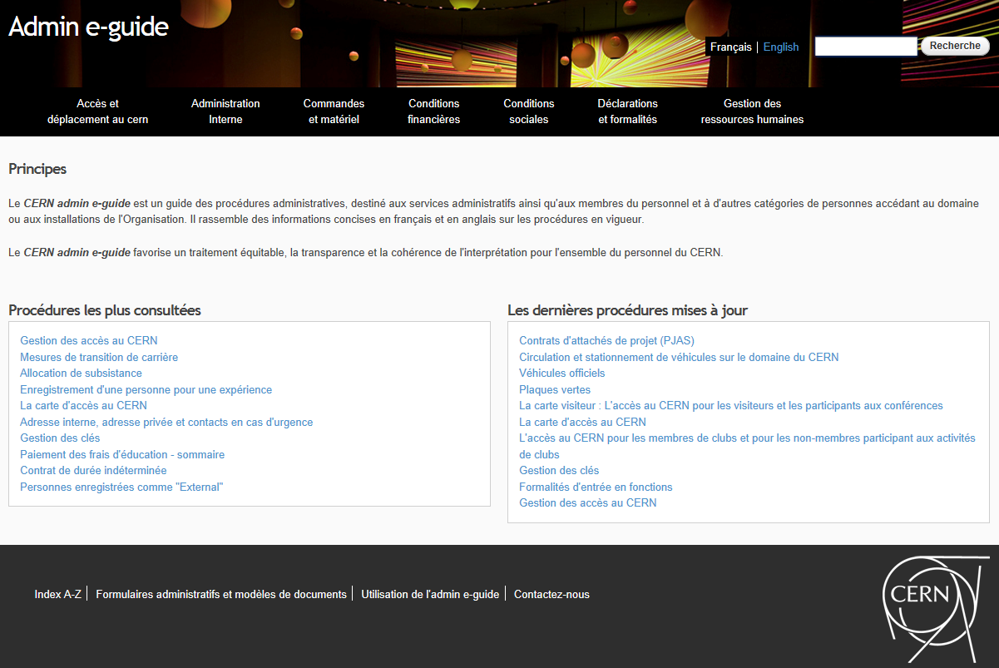 Admin e-guide
Français | English
Recherche
Accès et
déplacement au cern
Administration
Interne
Commandes
et matériel
Conditions
financières
Conditions
sociales
Déclarations
et formalités
Gestion des
ressources humaines
Principes
Le CERN admin e-guide est un guide des procédures administratives, destiné aux services administratifs ainsi qu'aux membres du personnel et à d'autres catégories de personnes accédant au domaine
ou aux installations de l'Organisation. Il rassemble des informations concises en français et en anglais sur les procédures en vigueur.
Le CERN admin e-guide favorise un traitement équitable, la transparence et la cohérence de l'interprétation pour l'ensemble du personnel du CERN.
Procédures les plus consultées
Gestion des accès au CERN
Mesures de transition de carrière
Allocation de subsistance
Enregistrement d'une personne pour une expérience
La carte d'accès au CERN
Adresse interne, adresse privée et contacts en cas d'urgence
Gestion des clés
Paiement des frais d'éducation - sommaire
Contrat de durée indéterminée
Personnes enregistrées comme "External"
Les dernières procédures mises à jour
Contrats d'attachés de projet (PJAS)
Circulation et stationnement de véhicules sur le domaine du CERN
Véhicules officiels
Plaques vertes
La carte visiteur : L'accès au CERN pour les visiteurs et les participants aux conférences
La carte d'accès au CERN
L'accès au CERN pour les membres de clubs et pour les non-membres participant aux activités
de clubs
Gestion des clés
Formalités d'entrée en fonctions
Gestion des accès au CERN
Index A-Z | Formulaires administratifs et modèles de documents | Utilisation de l'admin e-guide | Contactez-nous
CERN